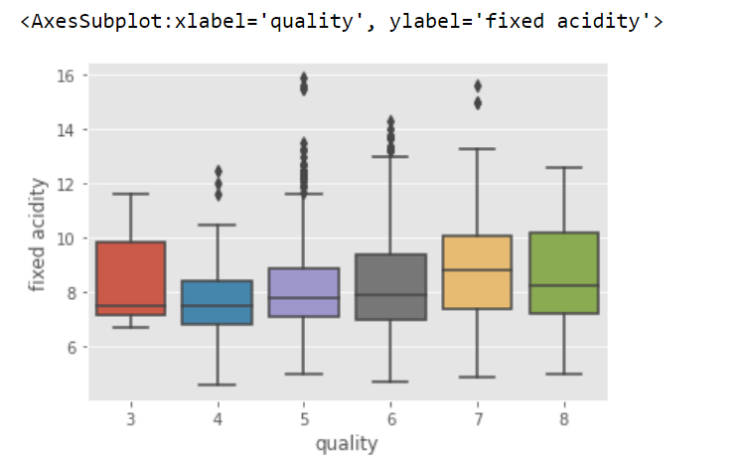 <AxesSubplot:xlabel='quality', ylabel='fixed acidity'>
16
14
12
10
8
6
fixed acidity
3 4 5 6 7 8
quality